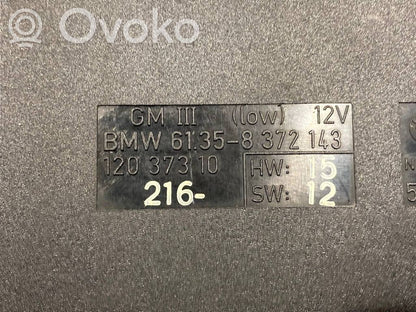 Ovoko
GM III (low) 12V
BMW 61.35-8 372 143
120 373 10 HW: 15
216- SW: 12
N
5